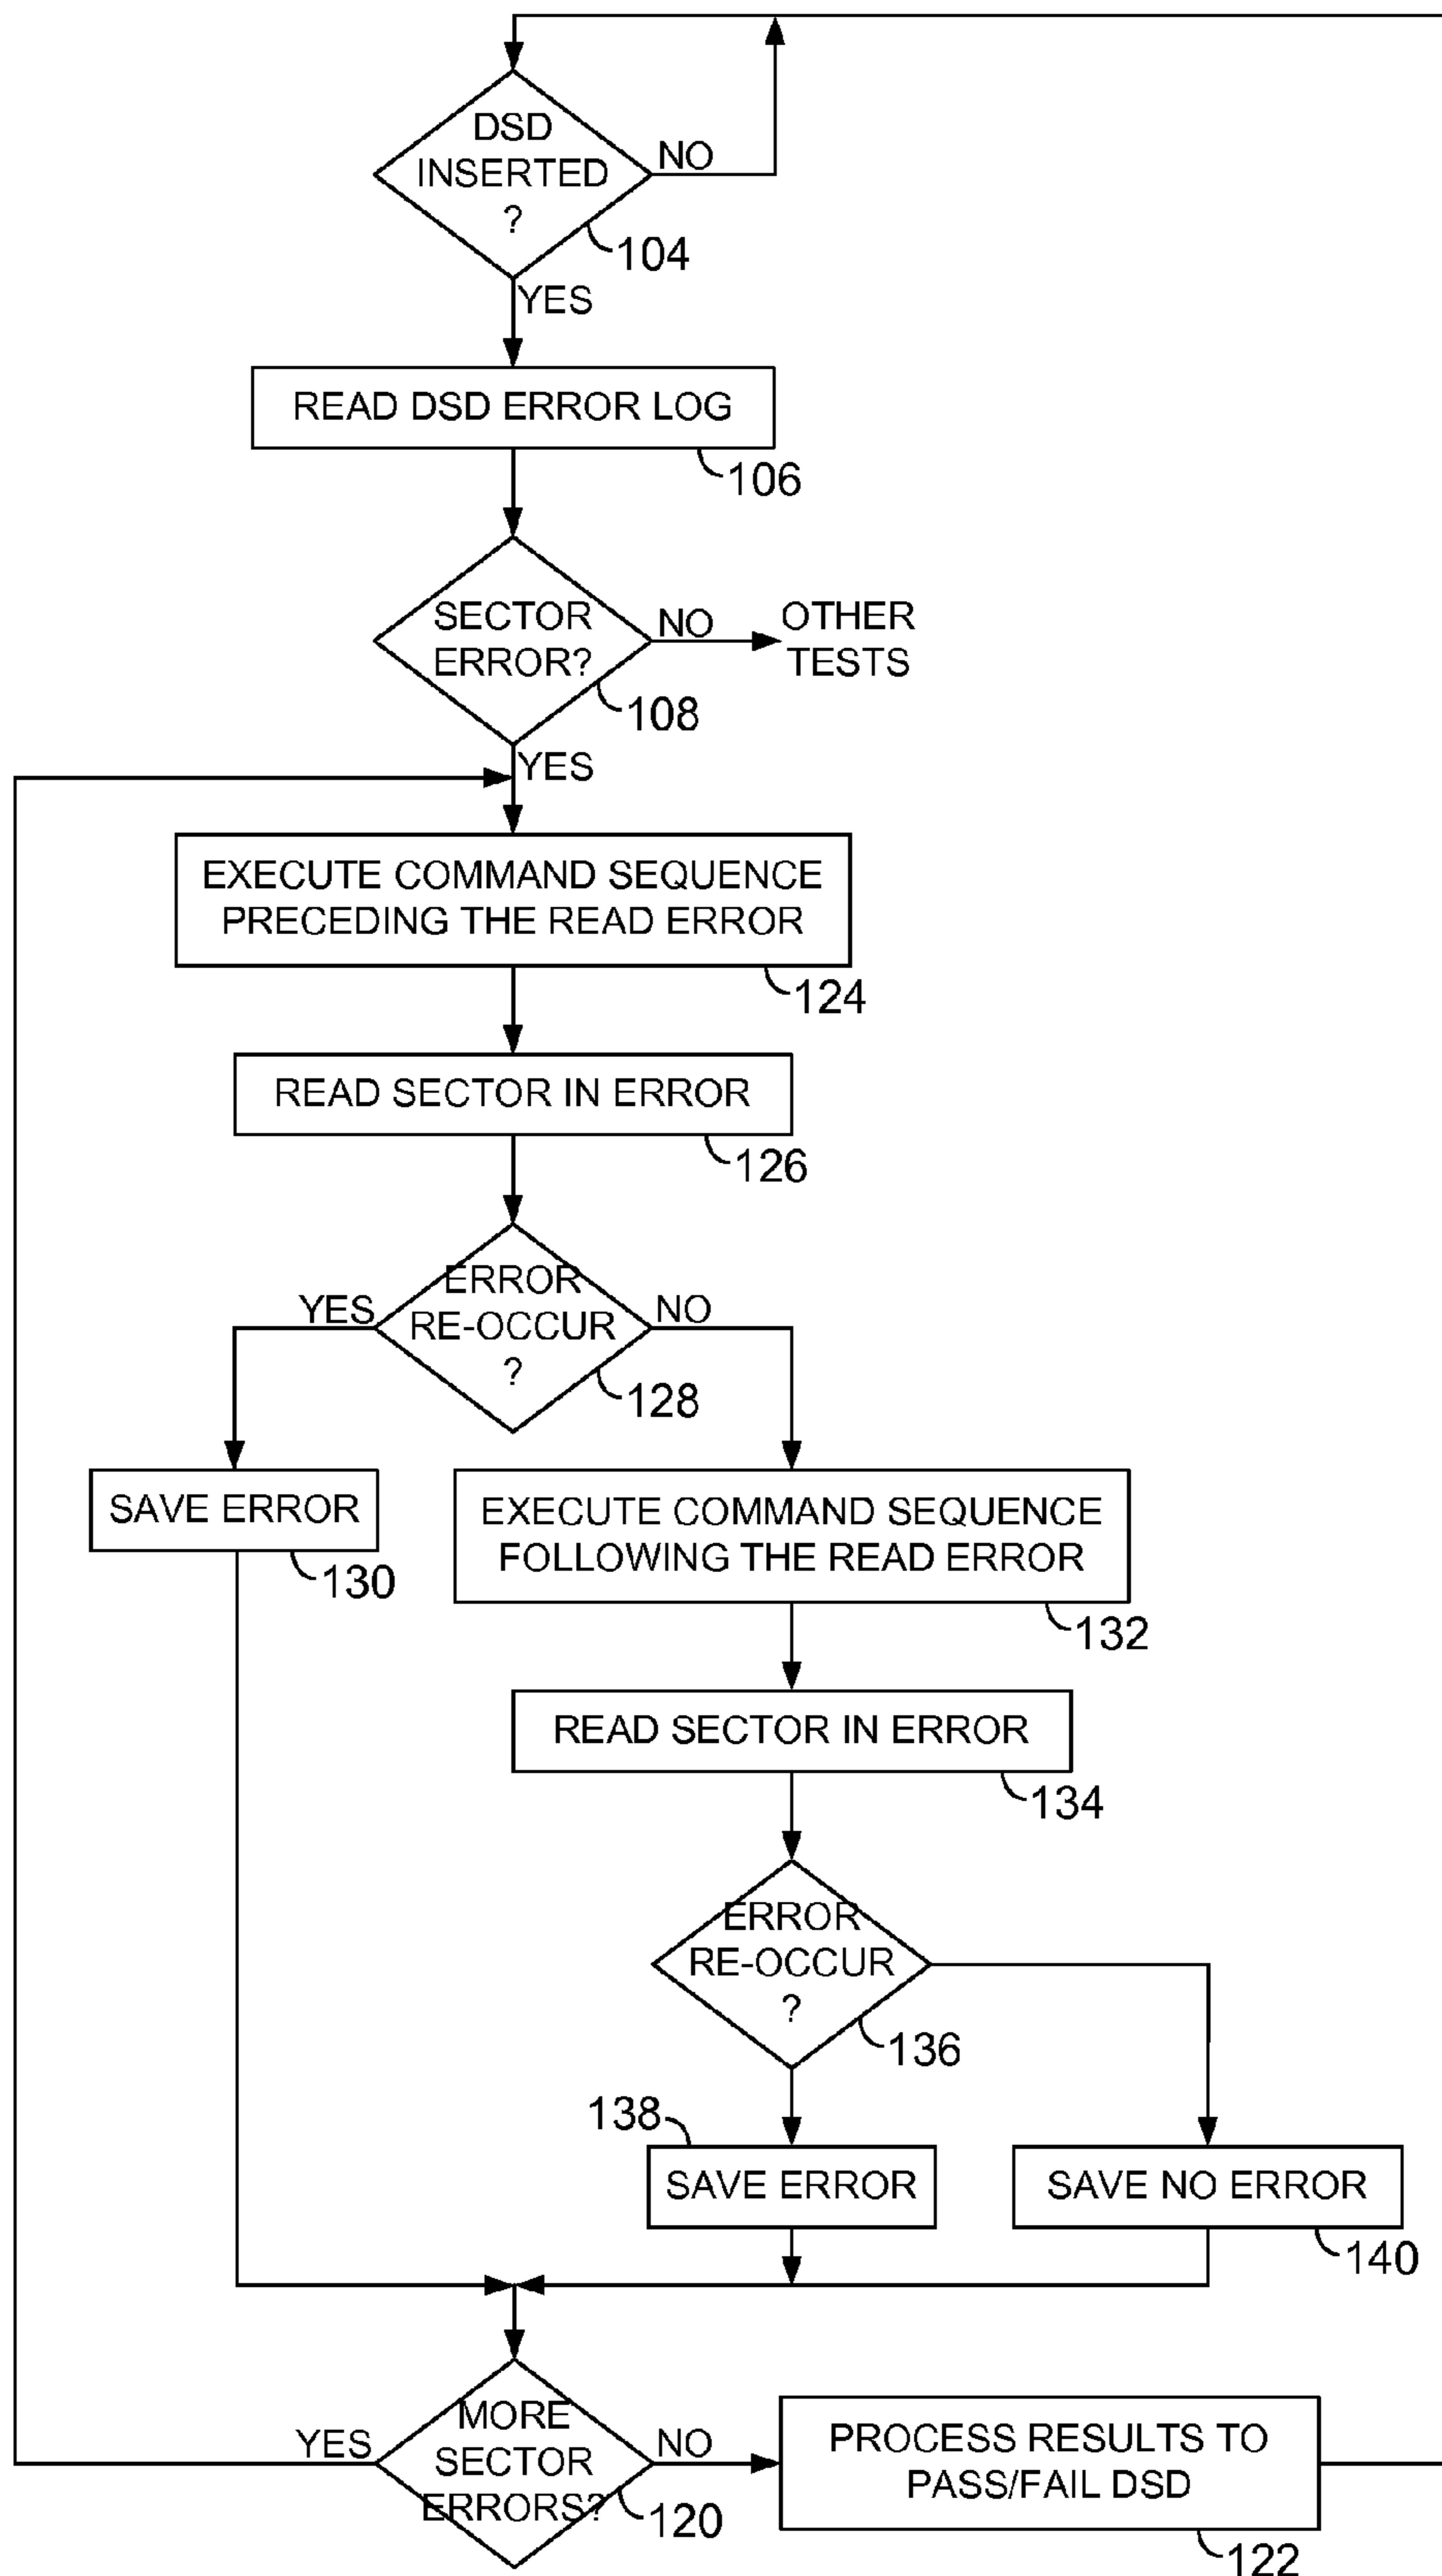 DSD
INSERTED
?
NO
104
YES
READ DSD ERROR LOG
106
SECTOR
ERROR?
NO
OTHER
TESTS
108
YES
EXECUTE COMMAND SEQUENCE
PRECEDING THE READ ERROR
124
READ SECTOR IN ERROR
126
ERROR
RE-OCCUR
?
YES
NO
128
SAVE ERROR
130
EXECUTE COMMAND SEQUENCE
FOLLOWING THE READ ERROR
132
READ SECTOR IN ERROR
134
ERROR
RE-OCCUR
?
136
138
SAVE ERROR
SAVE NO ERROR
140
MORE
SECTOR
ERRORS?
YES
NO
120
PROCESS RESULTS TO
PASS/FAIL DSD
122